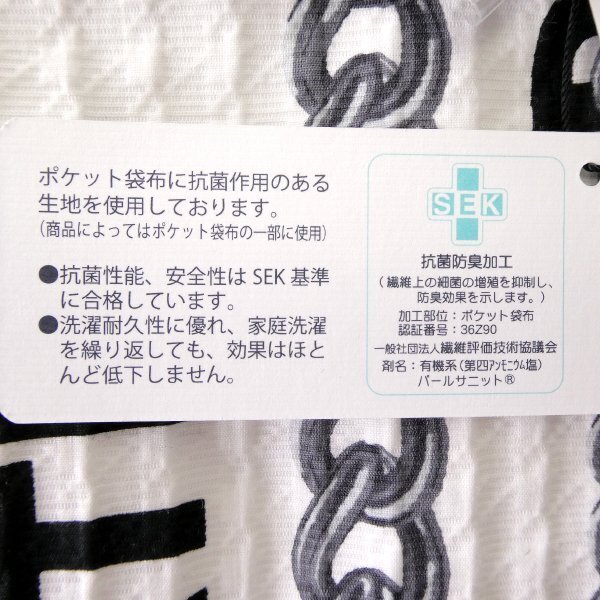 ポケット袋布に抗菌作用のある
生地を使用しております。
(商品によってはポケット袋布の一部に使用)
●抗菌性能、安全性は SEK 基準
に合格しています。
●洗濯耐久性に優れ、家庭洗濯
を繰り返しても、効果はほと
んど低下しません。
SEK
抗菌防臭加工
(繊維上の細菌の増殖を抑制し、
防臭効果を示します。)
加工部位：ポケット袋布
認証番号：36Z90
一般社団法人繊維評価技術協議会
剤名：有機系(第四アンモニウム塩)
パールサニット®